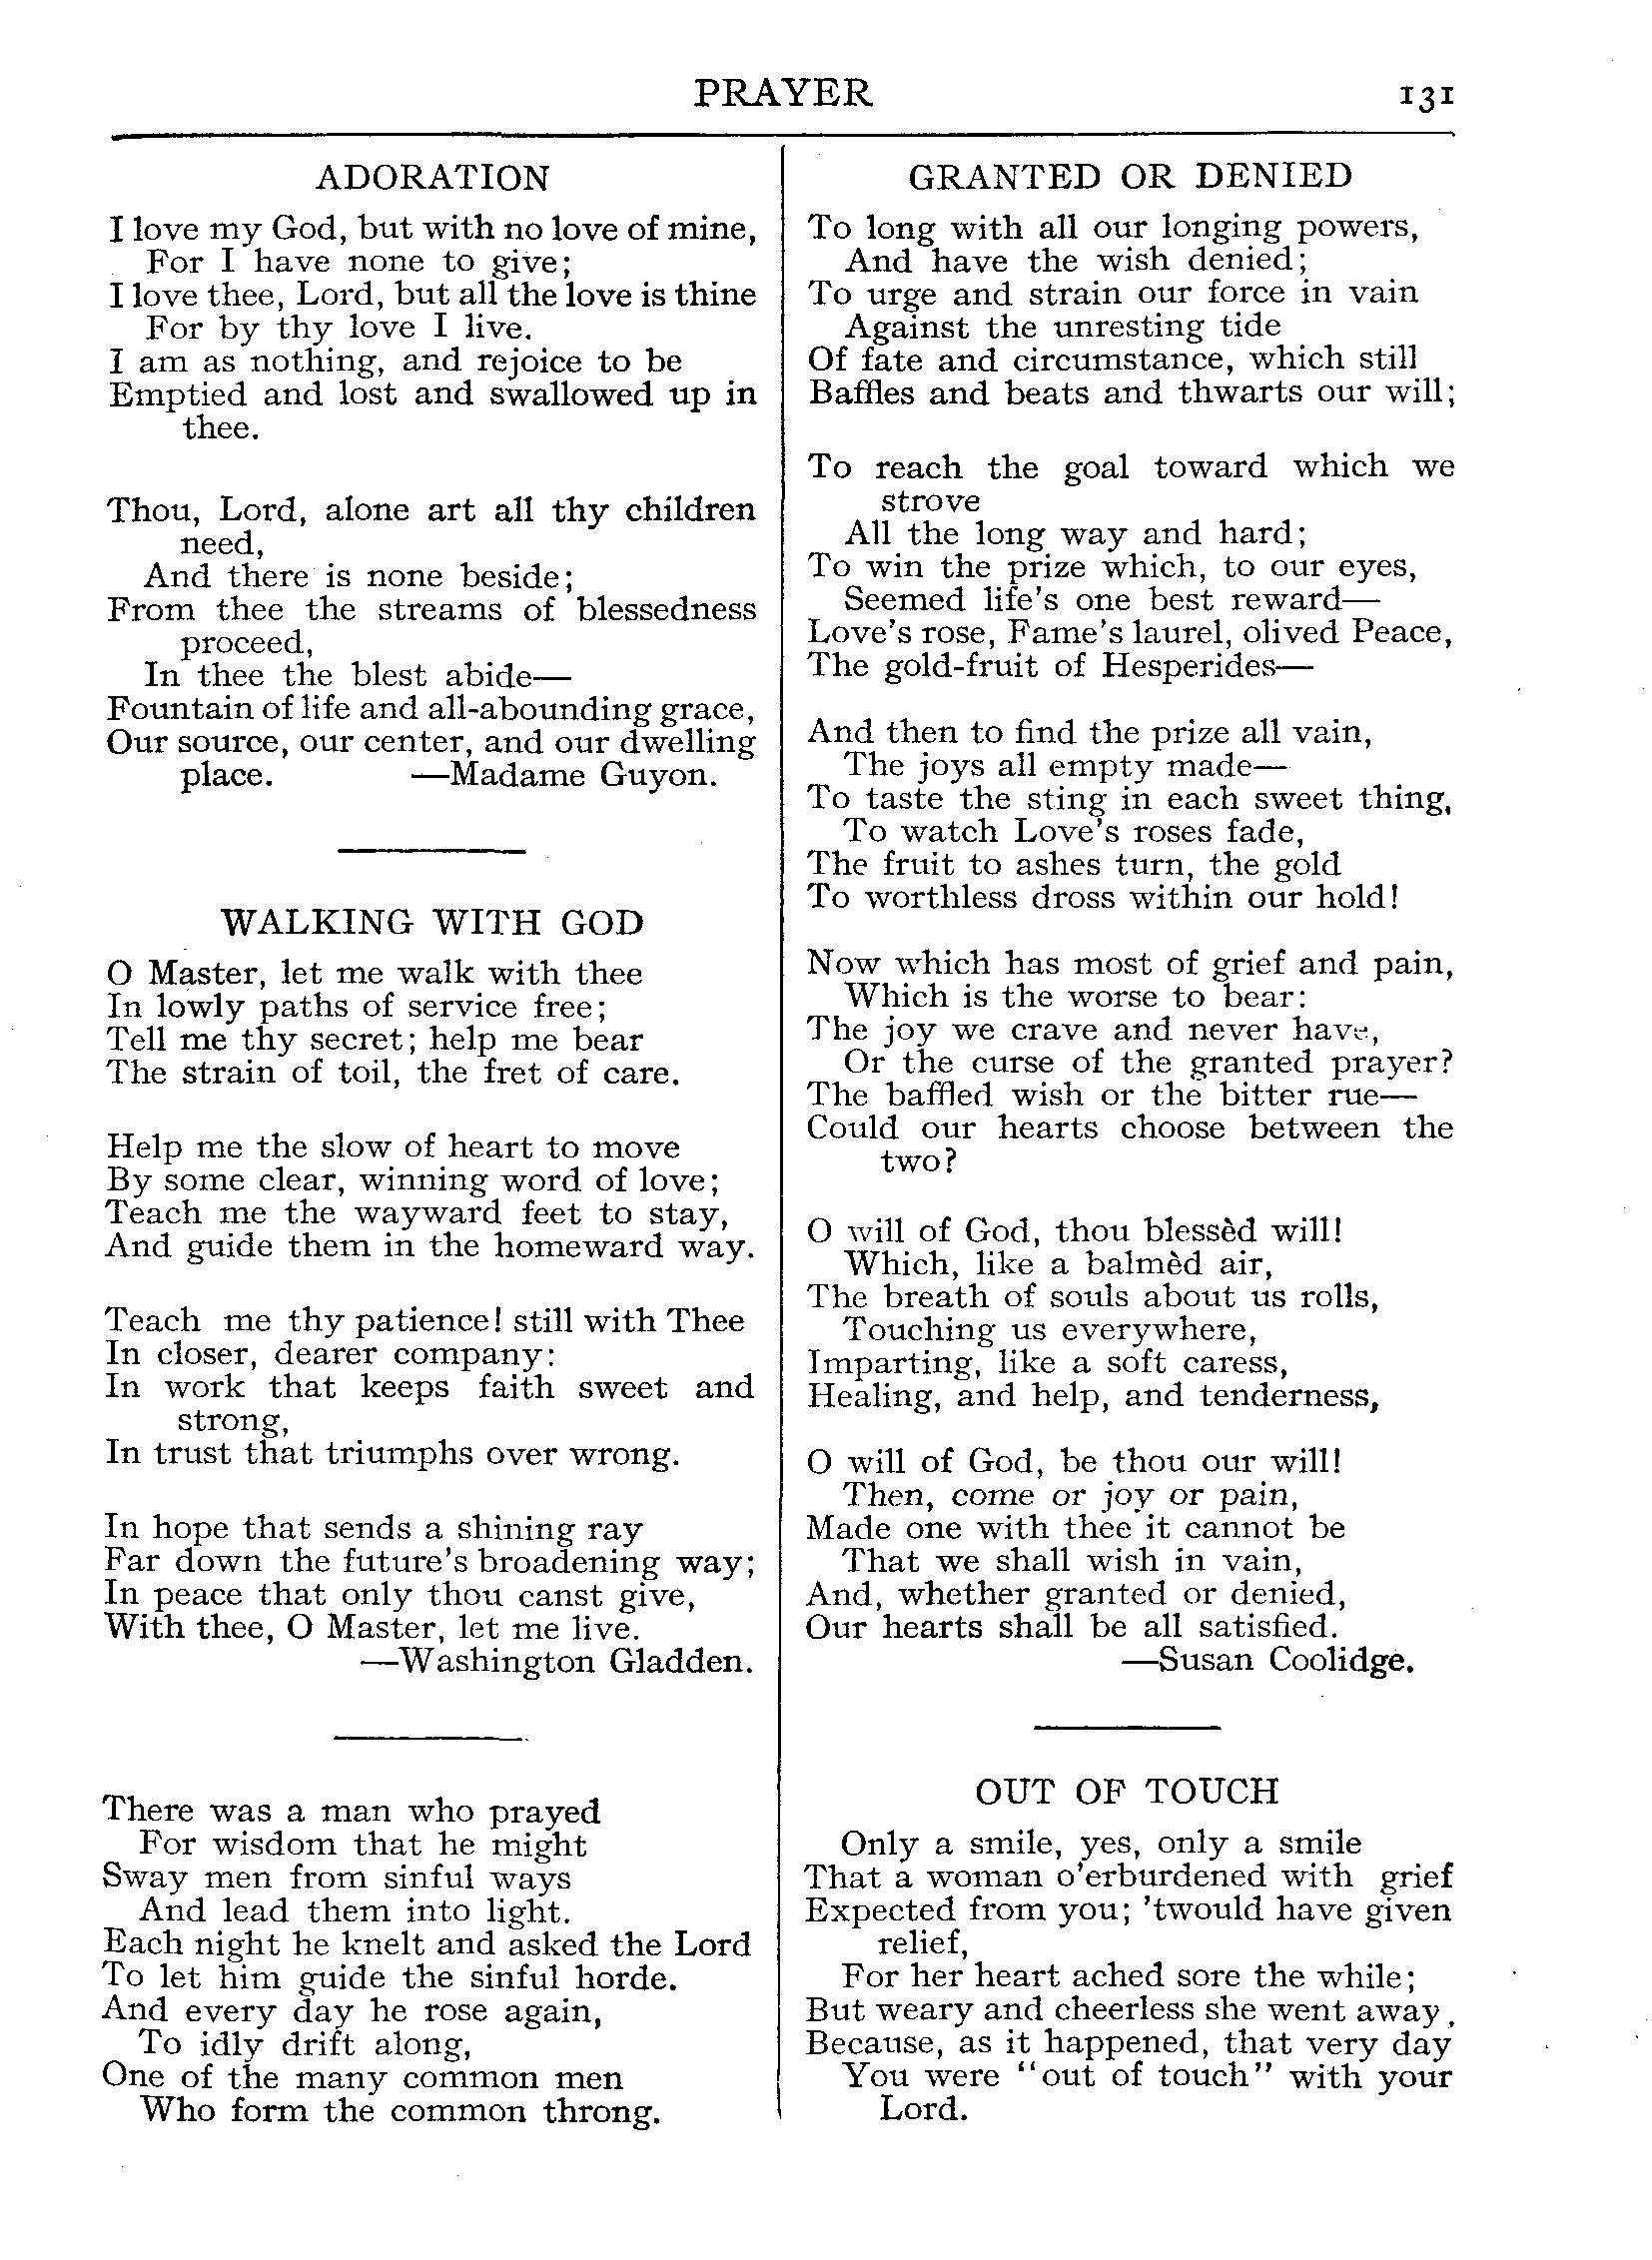 PRAYER 131
ADORATION
I love my God, but with no love of mine,
For I have none to give;
I love thee, Lord, but all the love is thine
For by thy love I live.
I am as nothing, and rejoice to be
Emptied and lost and swallowed up in
thee.
Thou, Lord, alone art all thy children
need,
And there is none beside;
From thee the streams of blessedness
proceed,
In thee the blest abide—
Fountain of life and all-abounding grace,
Our source, our center, and our dwelling
place. —Madame Guyon.
WALKING WITH GOD
O Master, let me walk with thee
In lowly paths of service free;
Tell me thy secret; help me bear
The strain of toil, the fret of care.
Help me the slow of heart to move
By some clear, winning word of love;
Teach me the wayward feet to stay,
And guide them in the homeward way.
Teach me thy patience! still with Thee
In closer, dearer company:
In work that keeps faith sweet and
strong,
In trust that triumphs over wrong.
In hope that sends a shining ray
Far down the future's broadening way;
In peace that only thou canst give,
With thee, O Master, let me live.
—Washington Gladden.
There was a man who prayed
For wisdom that he might
Sway men from sinful ways
And lead them into light.
Each night he knelt and asked the Lord
To let him guide the sinful horde.
And every day he rose again,
To idly drift along,
One of the many common men
Who form the common throng.
GRANTED OR DENIED
To long with all our longing powers,
And have the wish denied;
To urge and strain our force in vain
Against the unresting tide
Of fate and circumstance, which still
Baffles and beats and thwarts our will;
To reach the goal toward which we
strove
All the long way and hard;
To win the prize which, to our eyes,
Seemed life's one best reward—
Love's rose, Fame's laurel, olived Peace,
The gold-fruit of Hesperides—
And then to find the prize all vain,
The joys all empty made—
To taste the sting in each sweet thing,
To watch Love's roses fade,
The fruit to ashes turn, the gold
To worthless dross within our hold!
Now which has most of grief and pain,
Which is the worse to bear:
The joy we crave and never have,
Or the curse of the granted prayer?
The baffled wish or the bitter rue—
Could our hearts choose between the
two?
O will of God, thou blessèd will!
Which, like a balmèd air,
The breath of souls about us rolls,
Touching us everywhere,
Imparting, like a soft caress,
Healing, and help, and tenderness,
O will of God, be thou our will!
Then, come or joy or pain,
Made one with thee it cannot be
That we shall wish in vain,
And, whether granted or denied,
Our hearts shall be all satisfied.
—Susan Coolidge.
OUT OF TOUCH
Only a smile, yes, only a smile
That a woman o'erburdened with grief
Expected from you; 'twould have given
relief,
For her heart ached sore the while;
But weary and cheerless she went away,
Because, as it happened, that very day
You were "out of touch" with your
Lord.